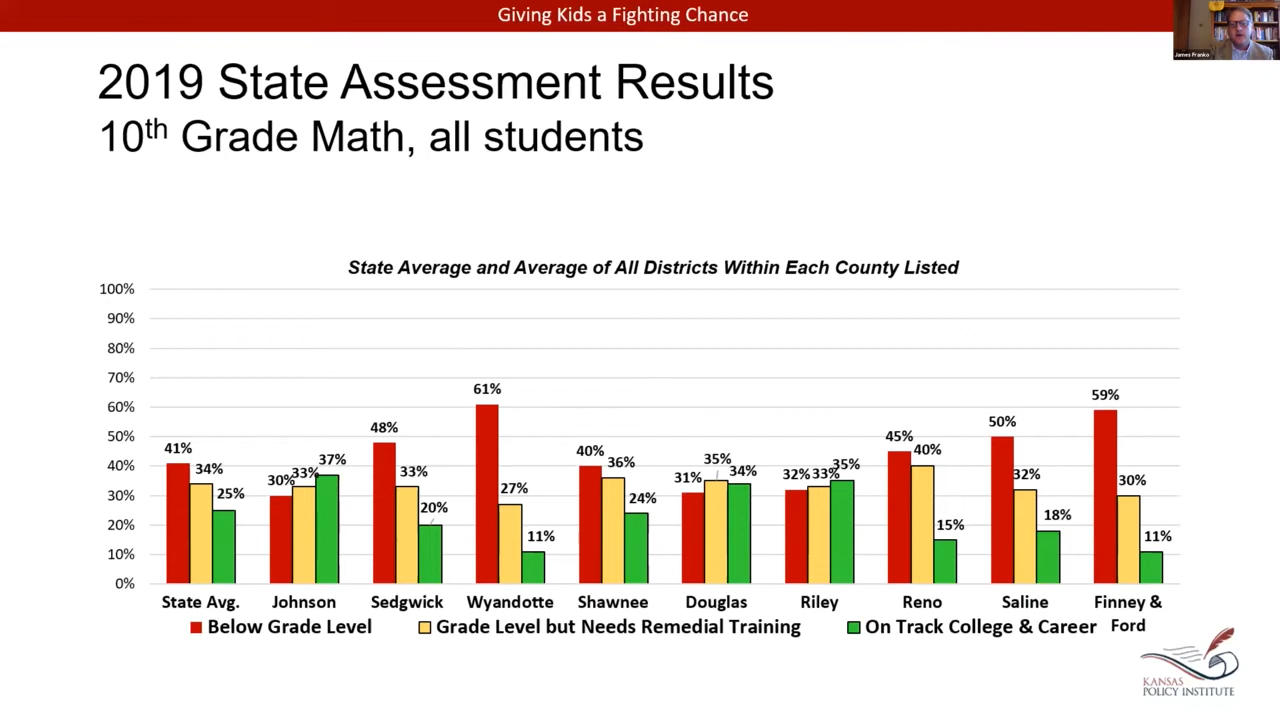 Giving Kids a Fighting Chance
James Franko
2019 State Assessment Results
10th Grade Math, all students
State Average and Average of All Districts Within Each County Listed
100%
90%
80%
70%
60%
50%
40%
30%
20%
10%
0%
41% 34% 25%
30% 33% 37%
48% 33% 20%
61% 27% 11%
40% 36% 24%
31% 35% 34%
32% 33% 35%
45% 40% 15%
50% 32% 18%
59% 30% 11%
State Avg. Johnson Sedgwick Wyandotte Shawnee Douglas Riley Reno Saline Finney &
Ford
Below Grade Level Grade Level but Needs Remedial Training On Track College & Career
KANSAS
POLICY INSTITUTE